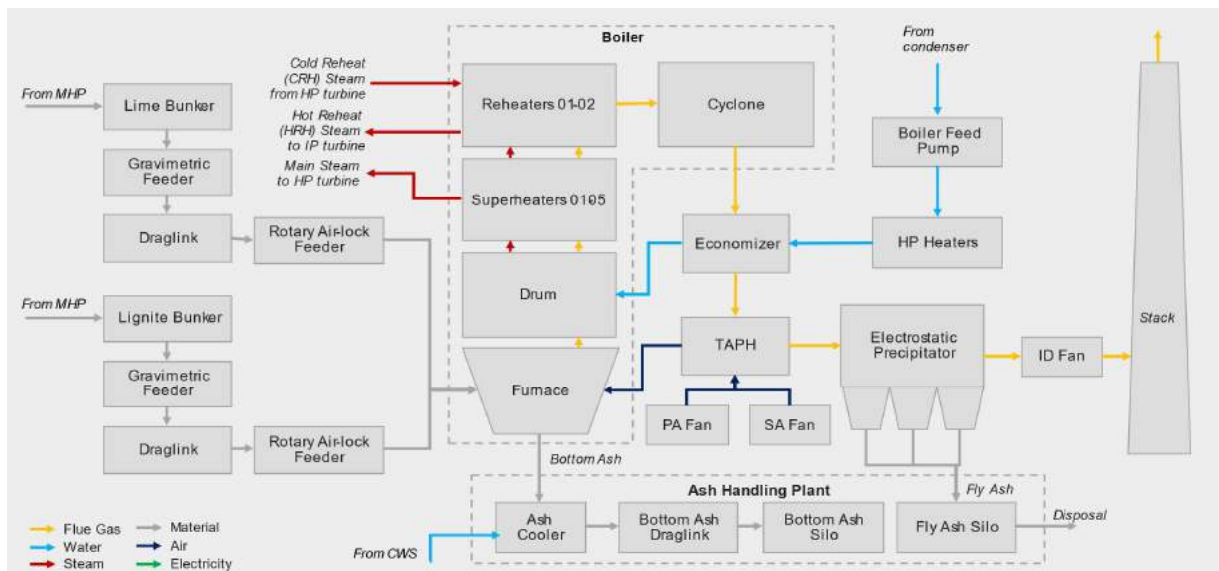 Boiler
From
condenser
From MHP
Lime Bunker
Gravimetric
Feeder
Draglink
Rotary Air-lock
Feeder
Cold Reheat
(CRH) Steam
from HP turbine
Hot Reheat
(HRH) Steam
to IP turbine
Main Steam
to HP turbine
Reheaters 01-02
Cyclone
Superheaters 01-05
Drum
Furnace
Boiler Feed
Pump
Economizer
HP Heaters
From MHP
Lignite Bunker
Gravimetric
Feeder
Draglink
Rotary Air-lock
Feeder
TAPH
PA Fan
SA Fan
Electrostatic
Precipitator
ID Fan
Stack
Bottom Ash
Ash Handling Plant
Fly Ash
Ash
Cooler
Bottom Ash
Draglink
Bottom Ash
Silo
Fly Ash Silo
Disposal
From CWS
Flue Gas
Material
Water
Air
Steam
Electricity